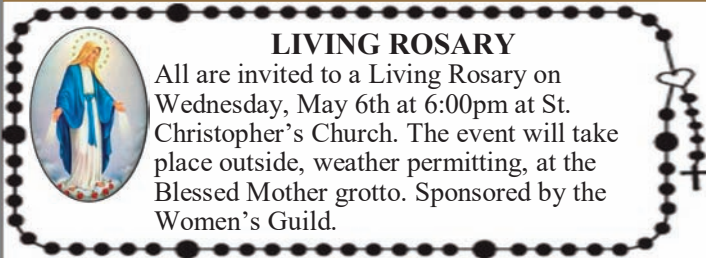 LIVING ROSARY
All are invited to a Living Rosary on
Wednesday, May 6th at 6:00pm at St.
Christopher’s Church. The event will take
place outside, weather permitting, at the
Blessed Mother grotto. Sponsored by the
Women’s Guild.